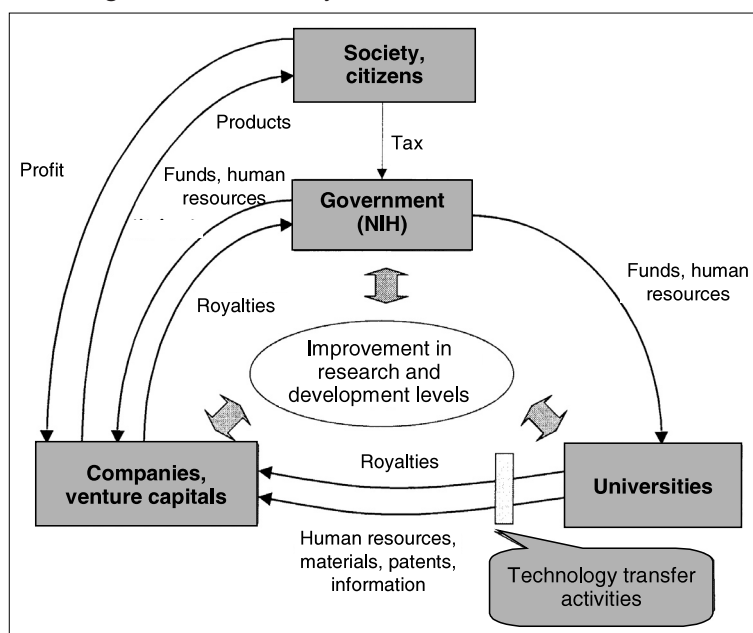 Society,
citizens
Products
Tax
Profit
Funds, human
resources
Government
(NIH)
Funds, human
resources
Royalties
Improvement in
research and
development levels
Companies,
venture capitals
Royalties
Universities
Human resources,
materials, patents,
information
Technology transfer
activities